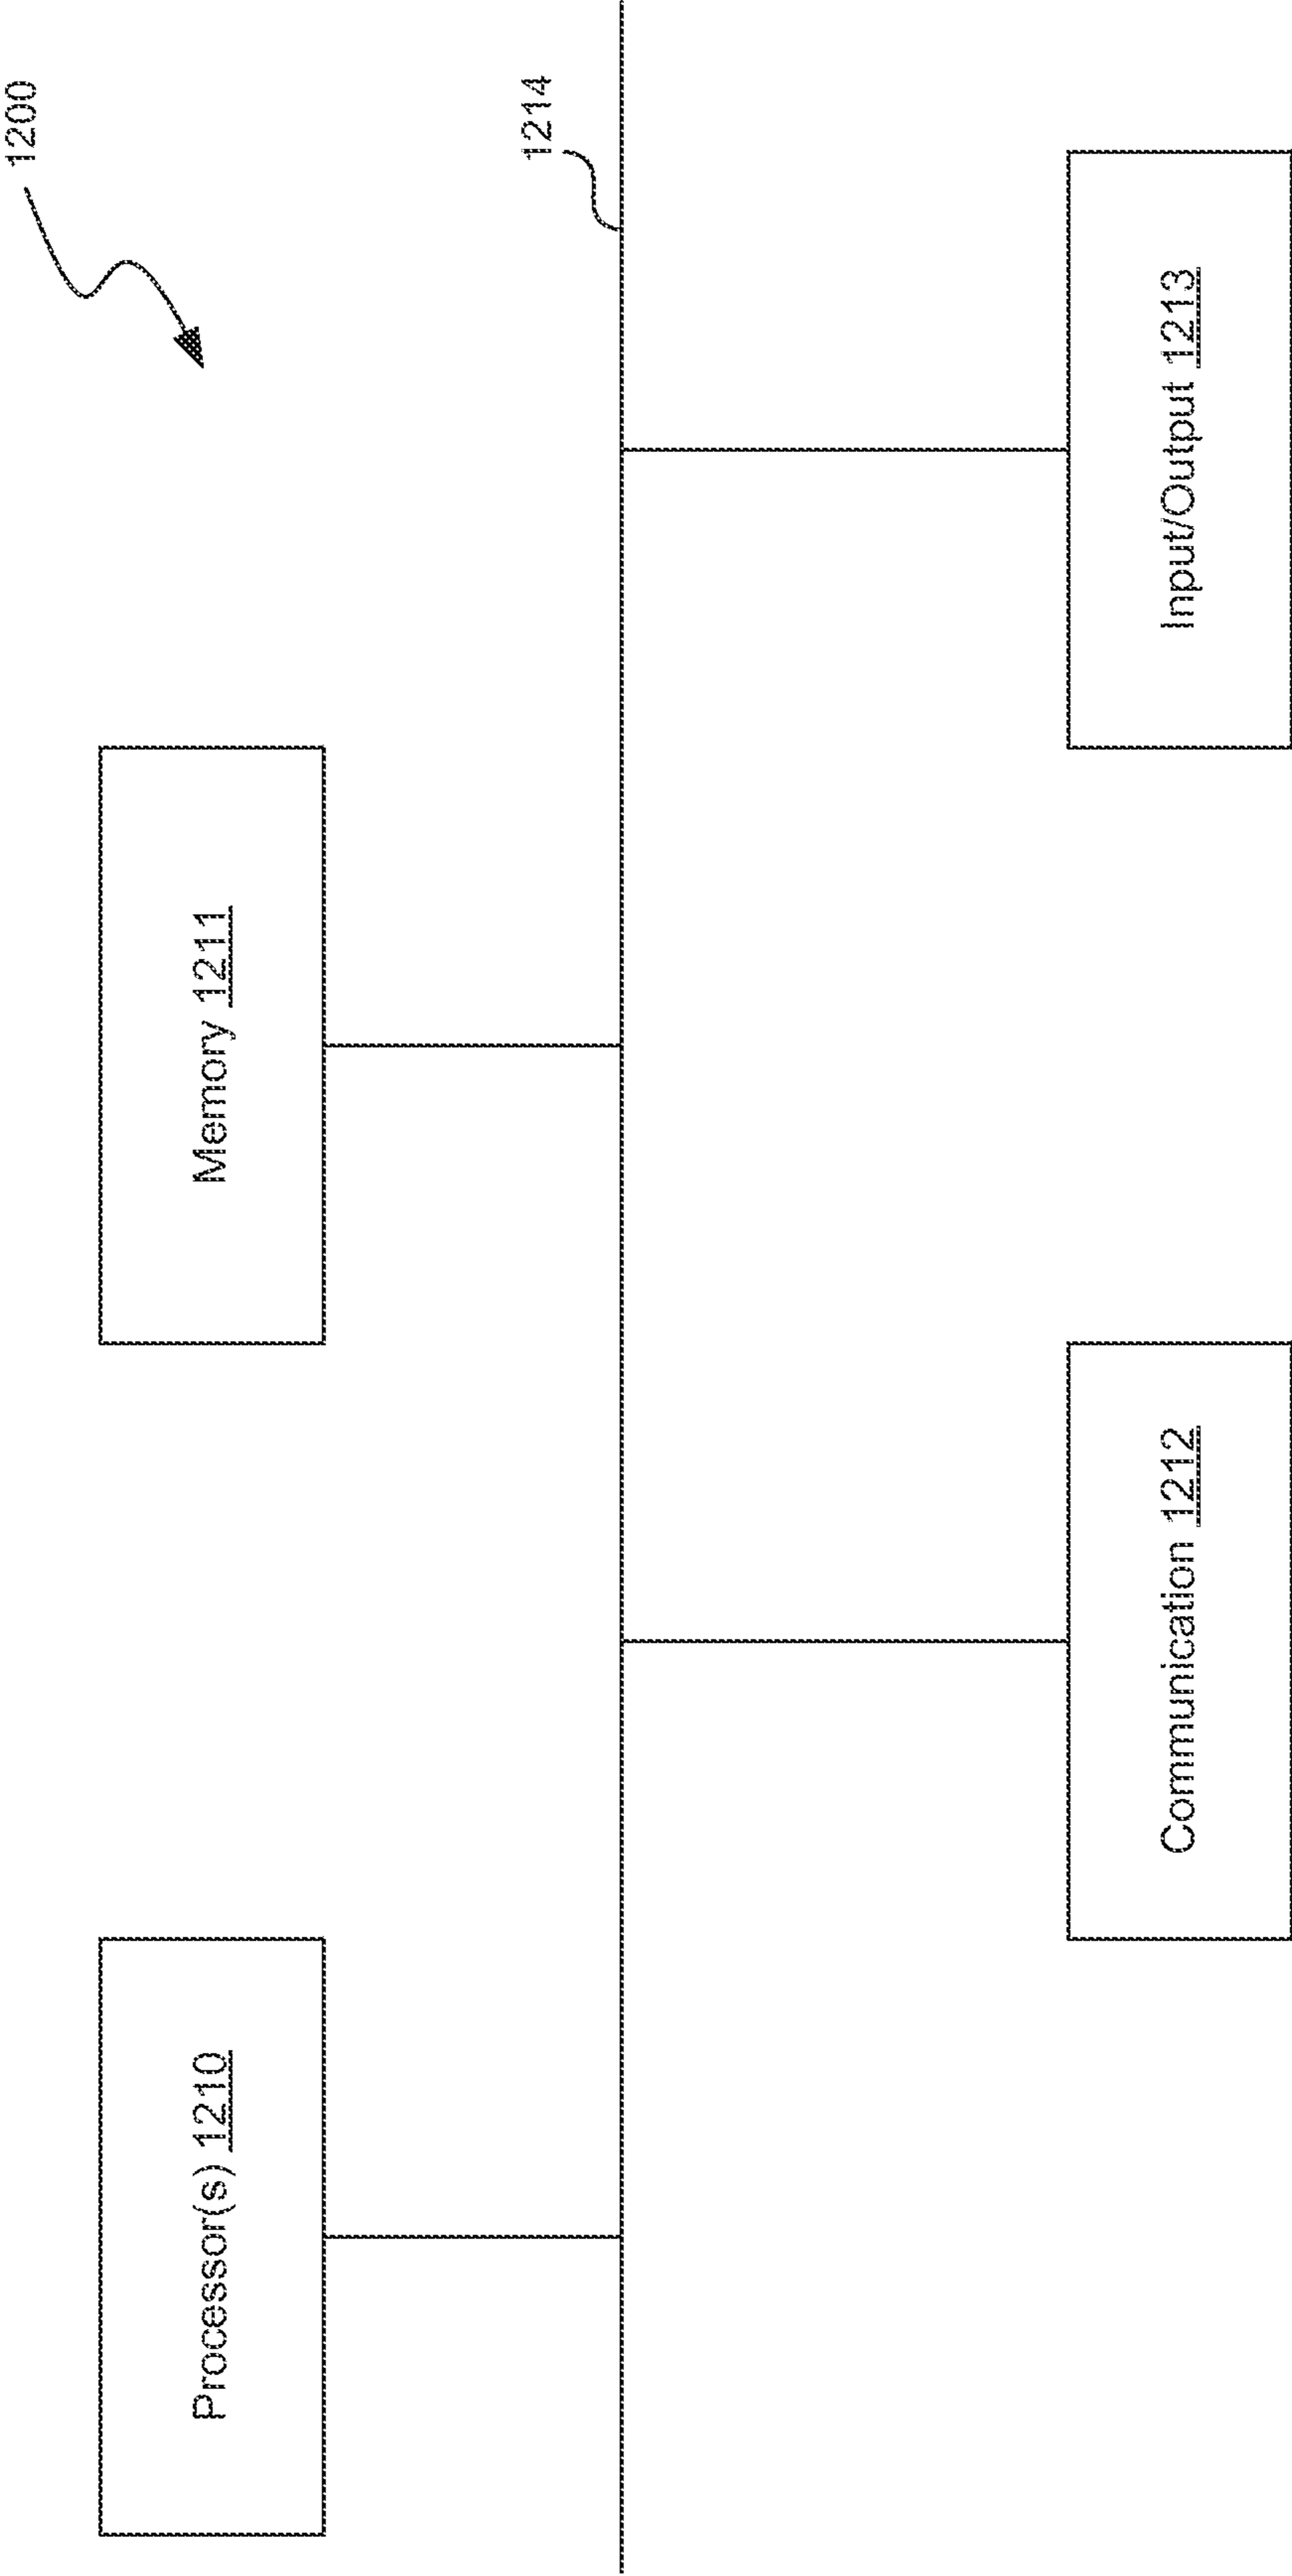 1200
Processor(s) 1210
Memory 1211
1214
Communication 1212
Input/Output 1213